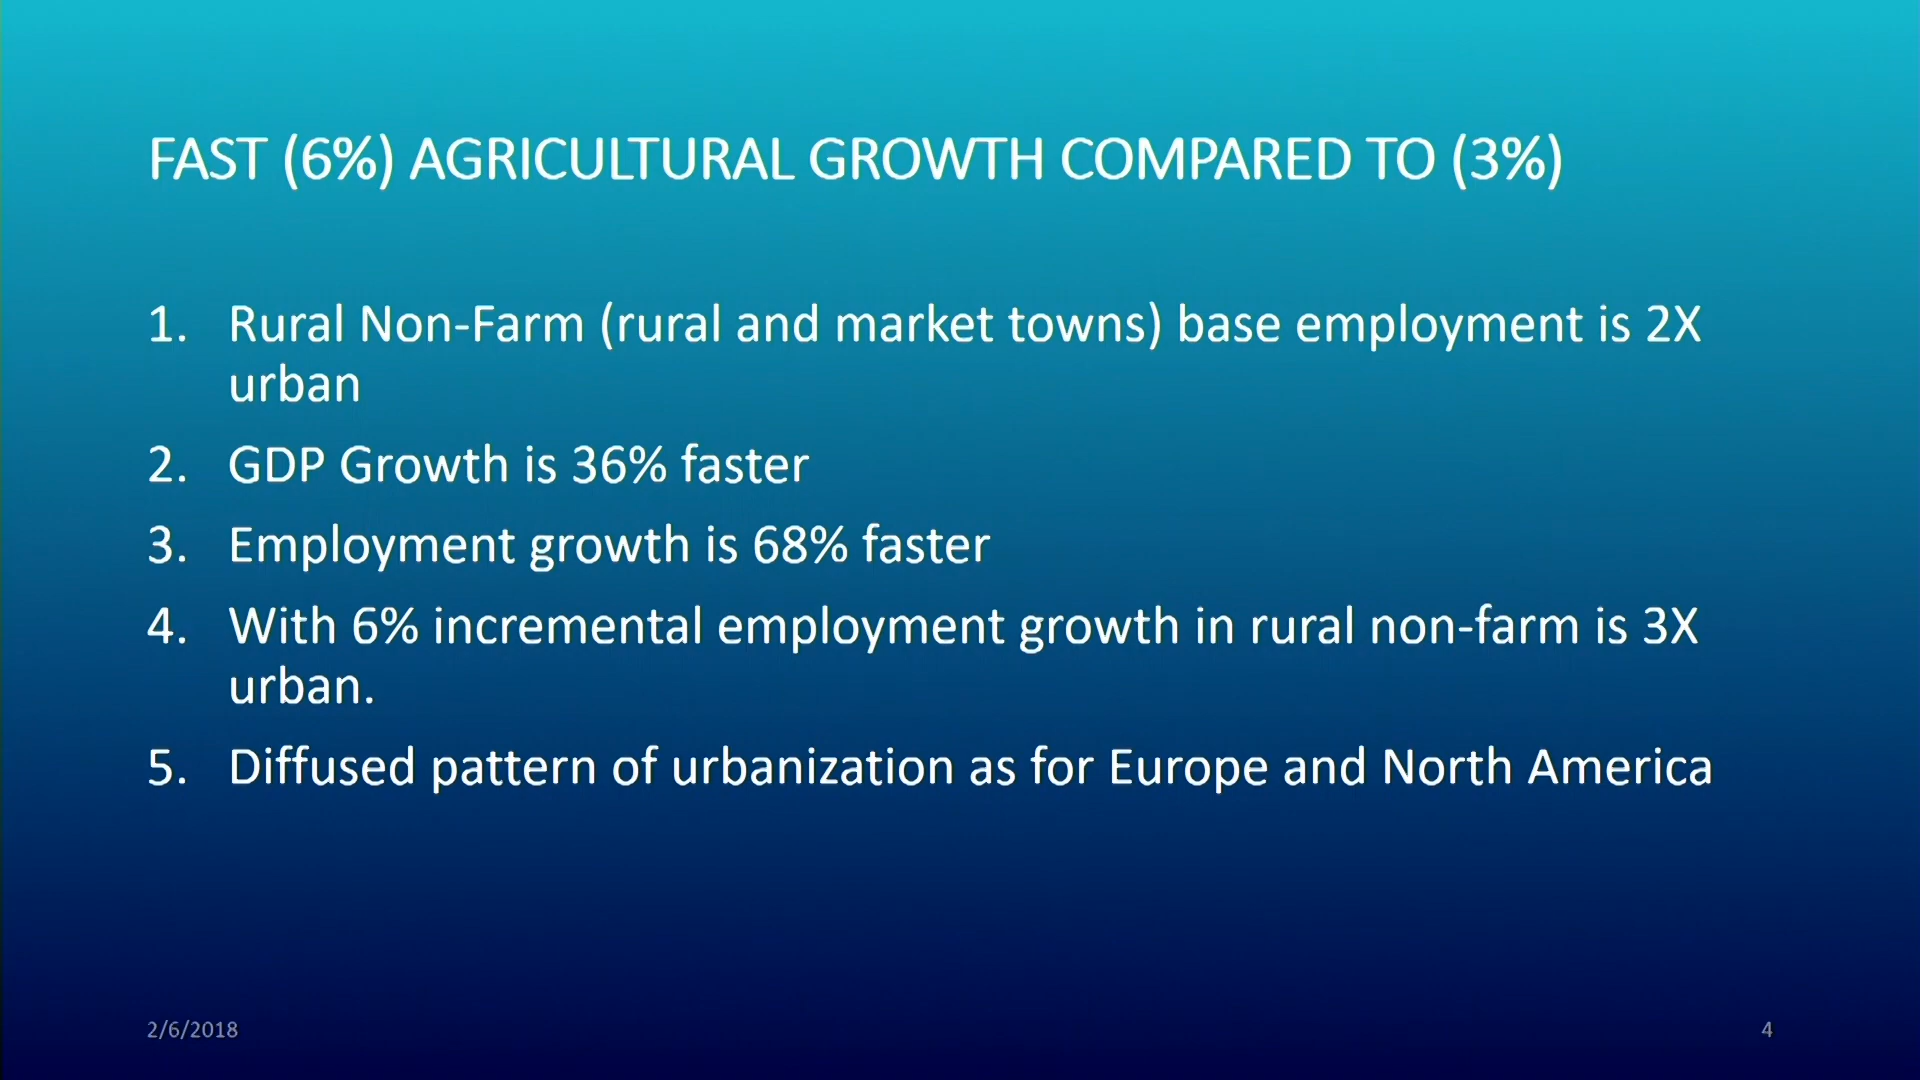 FAST (6%) AGRICULTURAL GROWTH COMPARED TO (3%)
1. Rural Non-Farm (rural and market towns) base employment is 2X
urban
2. GDP Growth is 36% faster
3. Employment growth is 68% faster
4. With 6% incremental employment growth in rural non-farm is 3X
urban.
5. Diffused pattern of urbanization as for Europe and North America
2/6/2018
4